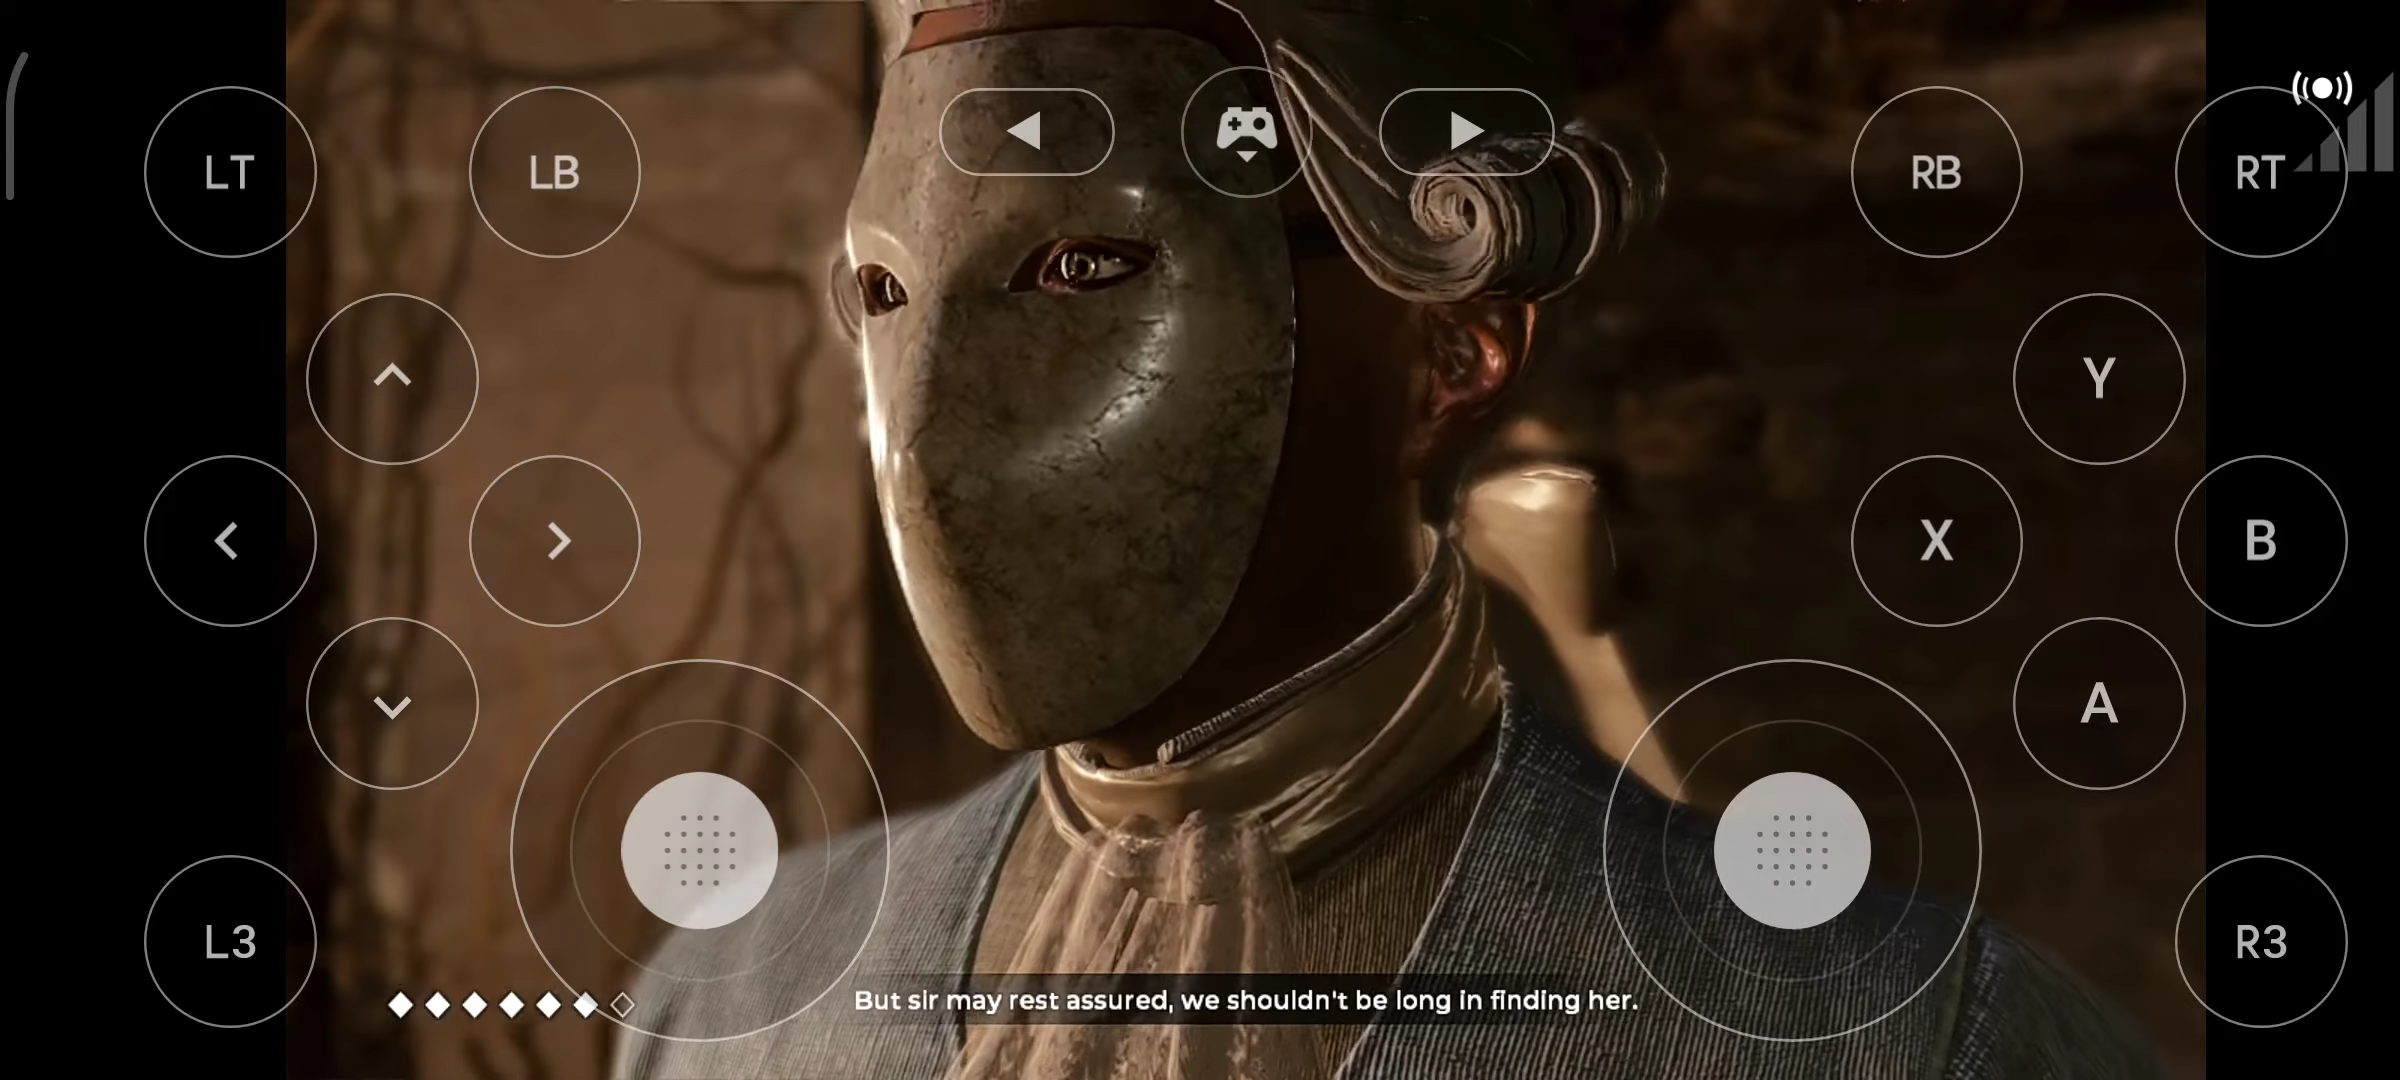 LT
LB
RB
RT
Y
X
B
A
L3
R3
But sir may rest assured, we shouldn't be long in finding her.